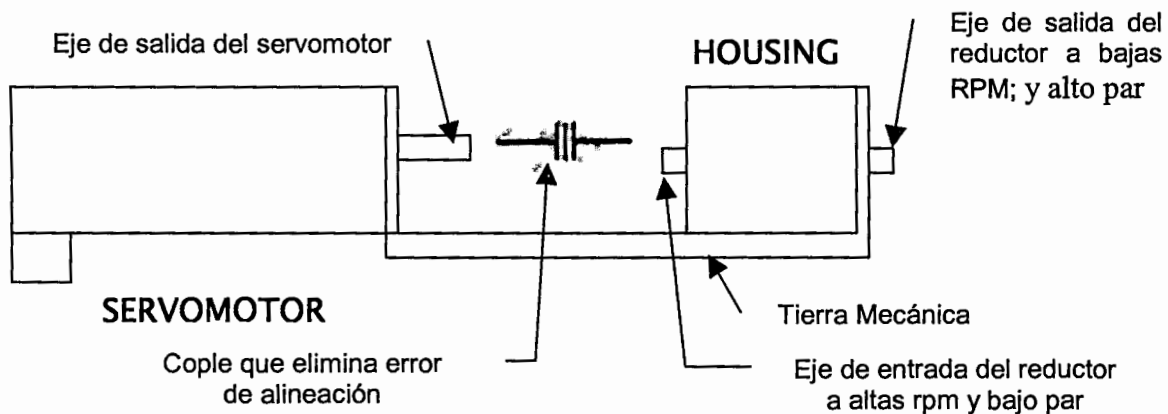 Eje de salida del servomotor
HOUSING
Eje de salida del
reductor a bajas
RPM; y alto par
SERVOMOTOR
Cople que elimina error
de alineación
Tierra Mecánica
Eje de entrada del reductor
a altas rpm y bajo par